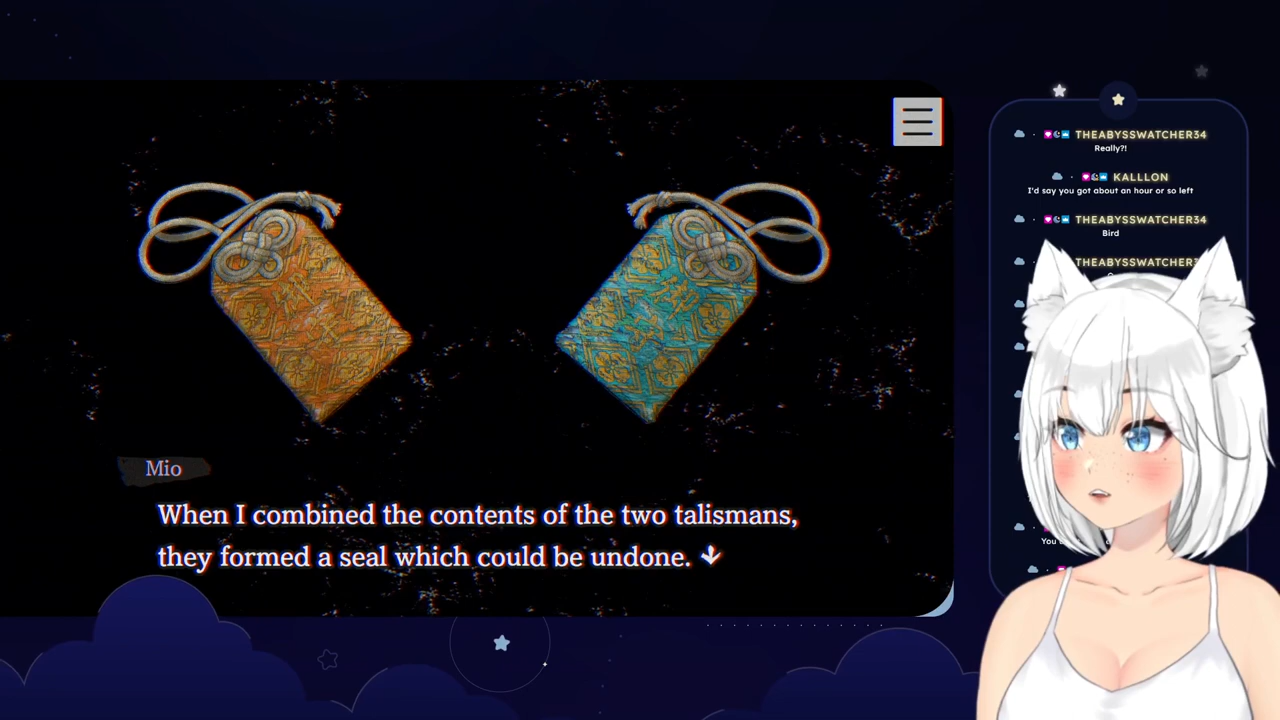 Mio
When I combined the contents of the two talismans,
they formed a seal which could be undone.
THEABYSSWATCHER34
Really?!
KALLLON
I'd say you got about an hour or so left
THEABYSSWATCHER34
Bird